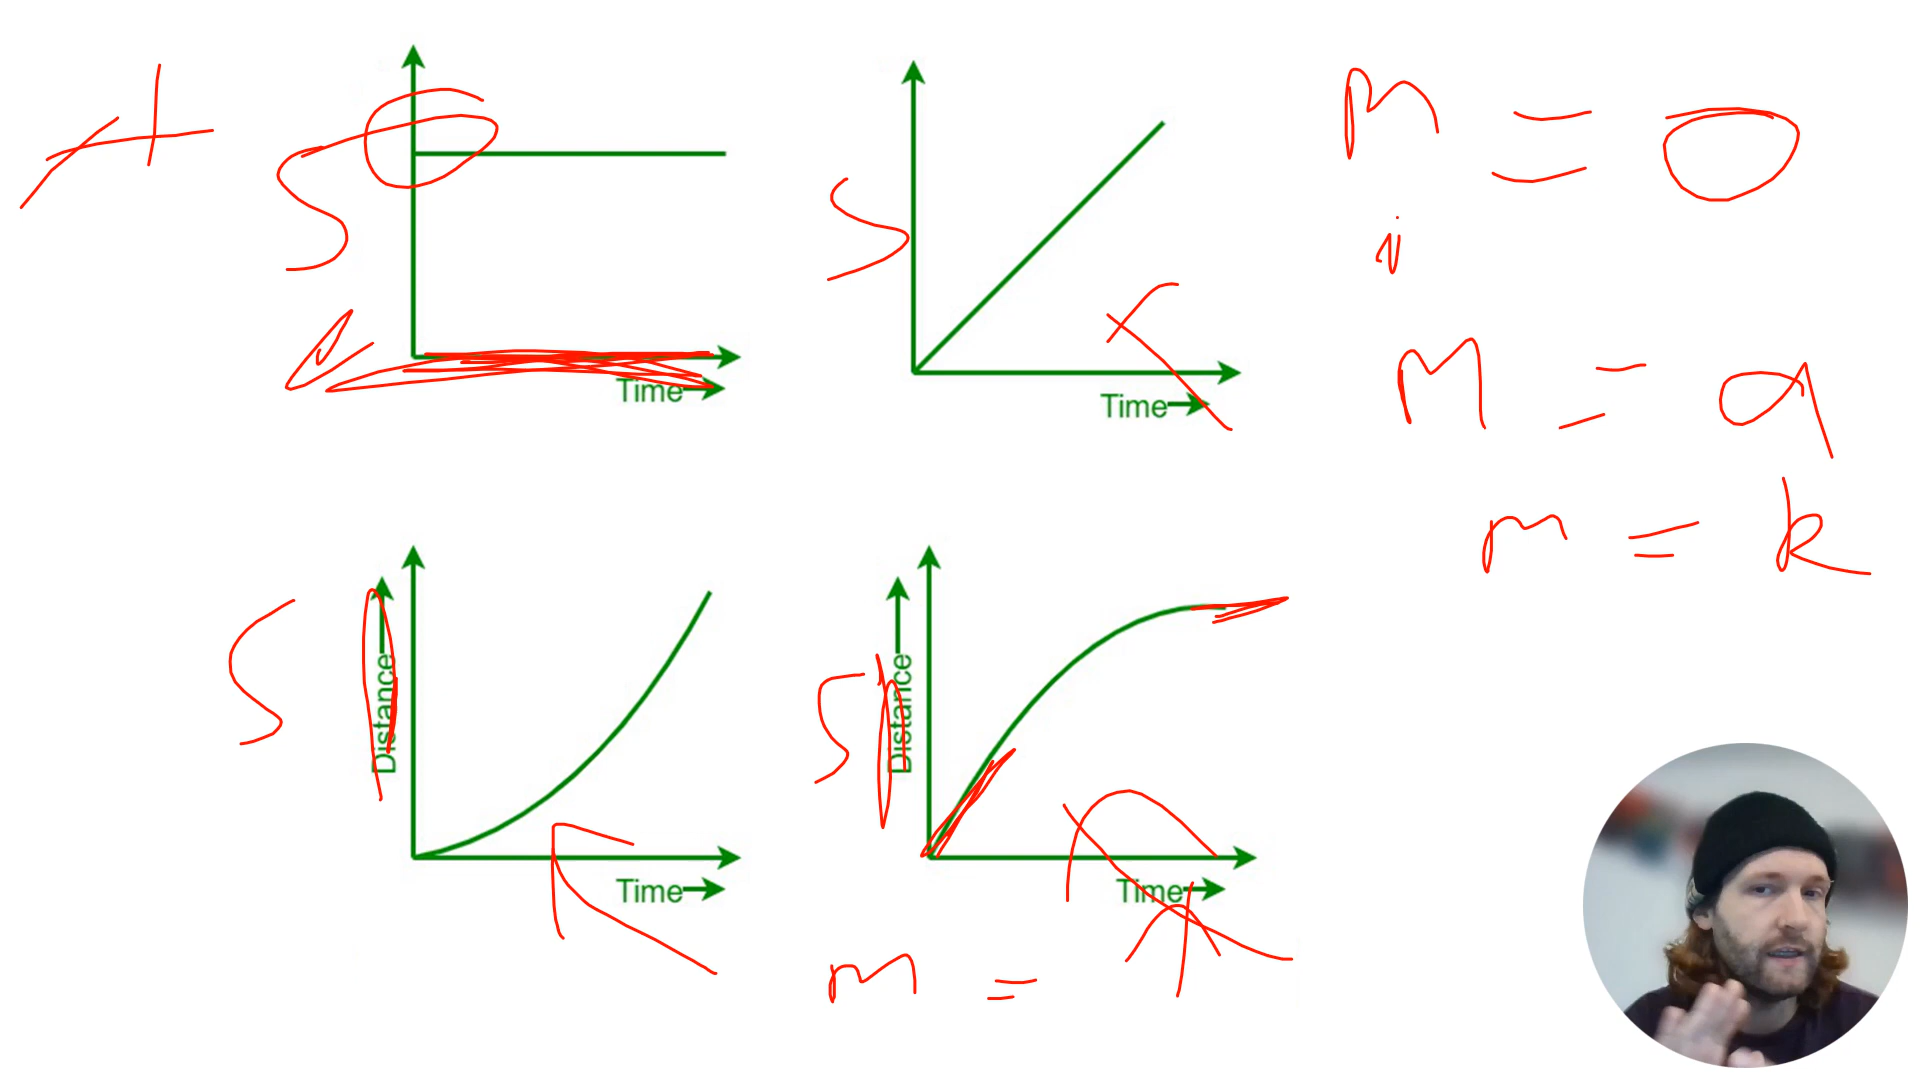 S
Time
S
Time
m = 0
m = a
m = k
S
Distance
Time
S
Distance
Time
m =